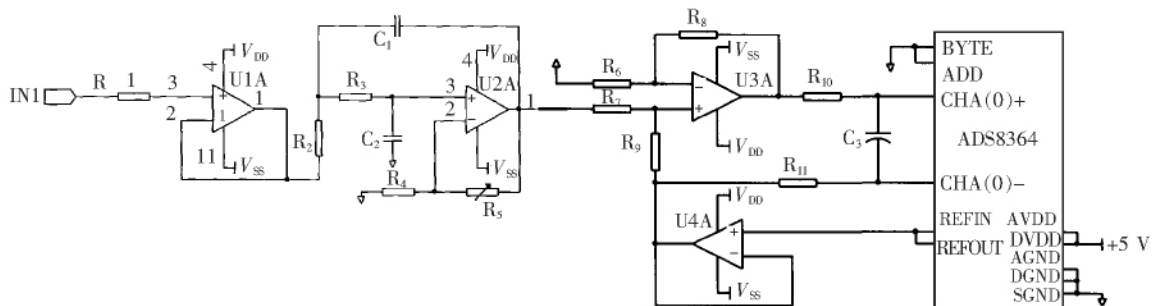 IN1
R 1
3
2
4
V_DD
U1A
+
1
1
11
V_SS
R_2
C_1
R_3
C_2
4
V_DD
U2A
3
+
2
−
1
V_SS
R_4
R_5
R_6
R_7
R_8
R_9
V_SS
U3A
−
+
V_DD
R_10
C_3
R_11
V_DD
U4A
+
−
V_SS
BYTE
ADD
CHA(0)+
ADS8364
CHA(0)−
REFIN AVDD
DVDD
REFOUT
AGND
DGND
SGND
+5 V